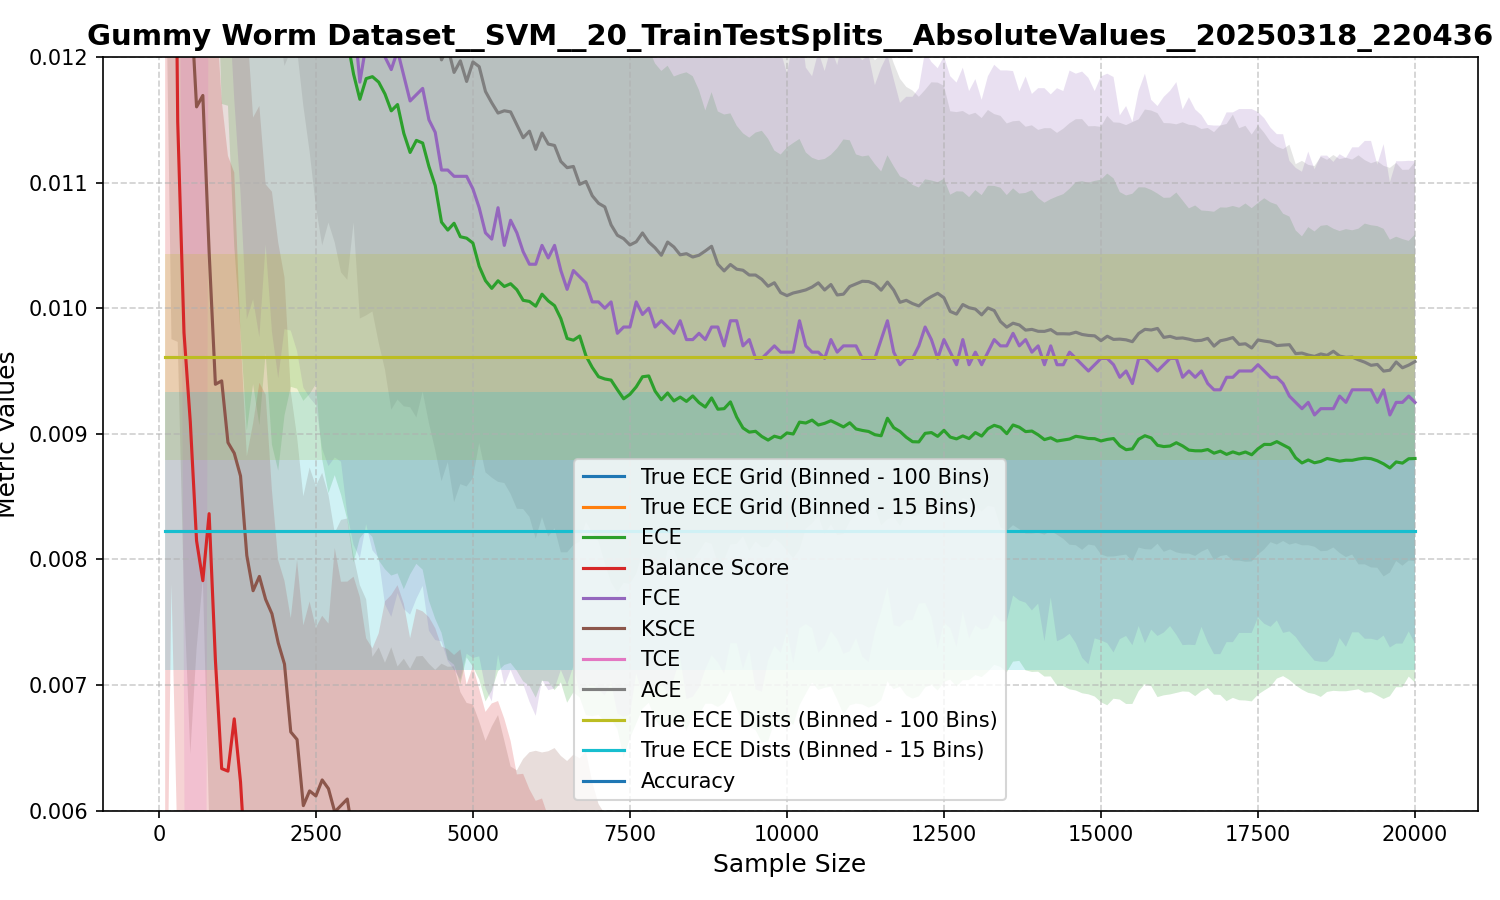 Gummy Worm Dataset__SVM__20_TrainTestSplits__AbsoluteValues__20250318_220436
0.012
0.011
0.010
0.009
0.008
0.007
0.006
Metric Values
True ECE Grid (Binned - 100 Bins)
True ECE Grid (Binned - 15 Bins)
ECE
Balance Score
FCE
KSCE
TCE
ACE
True ECE Dists (Binned - 100 Bins)
True ECE Dists (Binned - 15 Bins)
Accuracy
0 2500 5000 7500 10000 12500 15000 17500 20000
Sample Size